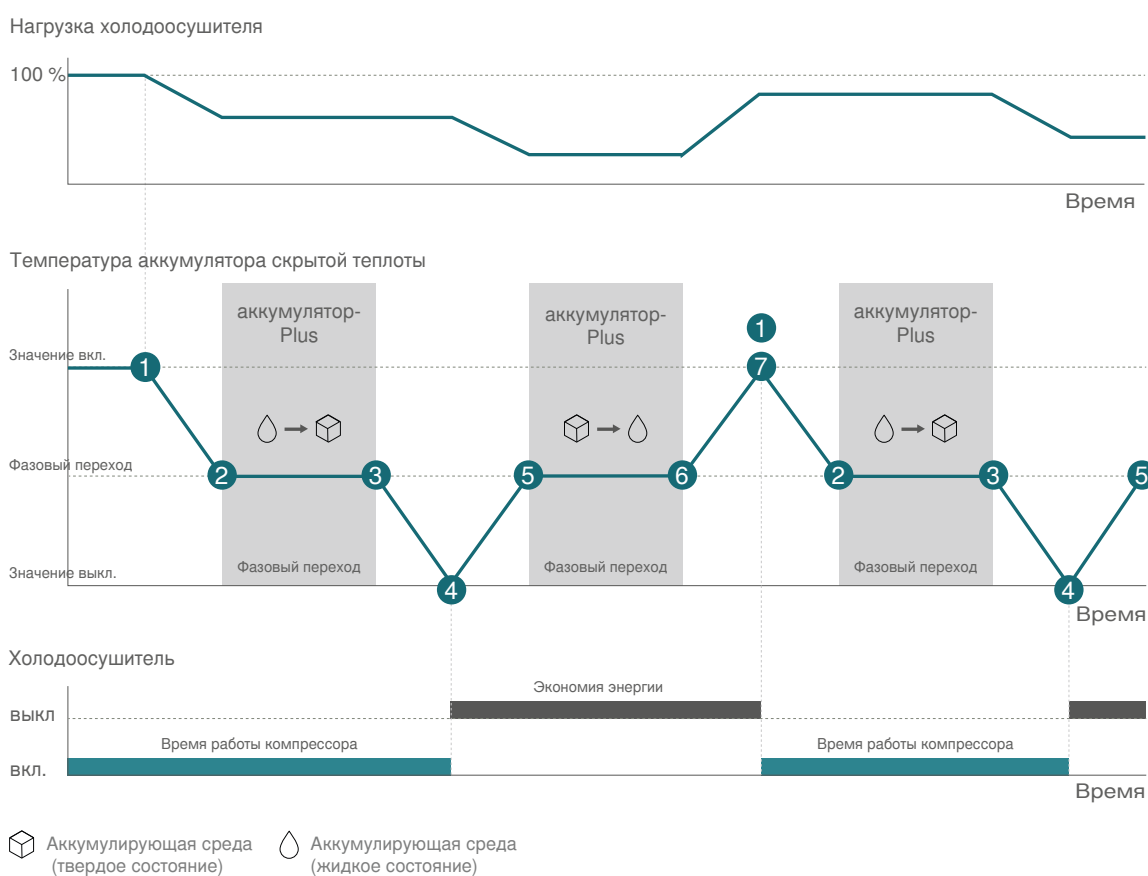 Нагрузка холодоосушителя
100 %
Время
Температура аккумулятора скрытой теплоты
аккумулятор-
Plus
аккумулятор-
Plus
аккумулятор-
Plus
1
Значение вкл.
1
7
Фазовый переход
2
3
5
6
2
3
5
Значение выкл.
Фазовый переход
Фазовый переход
Фазовый переход
4
4
Время
Холодоосушитель
Экономия энергии
выкл
Время работы компрессора
Время работы компрессора
вкл.
Время
Аккумулирующая среда
(твердое состояние)
Аккумулирующая среда
(жидкое состояние)